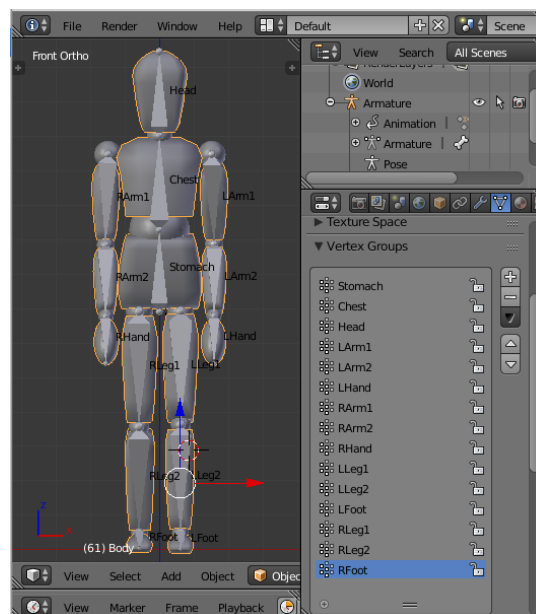 File Render Window Help Default Scene
Front Ortho
View Search All Scenes
World
Armature
Animation
Armature
Pose
Head
Chest
RArm1 LArm1
Stomach
RArm2 LArm2
RHand LHand
RLeg1 LLeg1
RLeg2 LLeg2
RFoot LFoot
z
(61) Body
View Select Add Object
View Marker Frame Playback
Texture Space
Vertex Groups
Stomach
Chest
Head
LArm1
LArm2
LHand
RArm1
RArm2
RHand
LLeg1
LLeg2
LFoot
RLeg1
RLeg2
RFoot